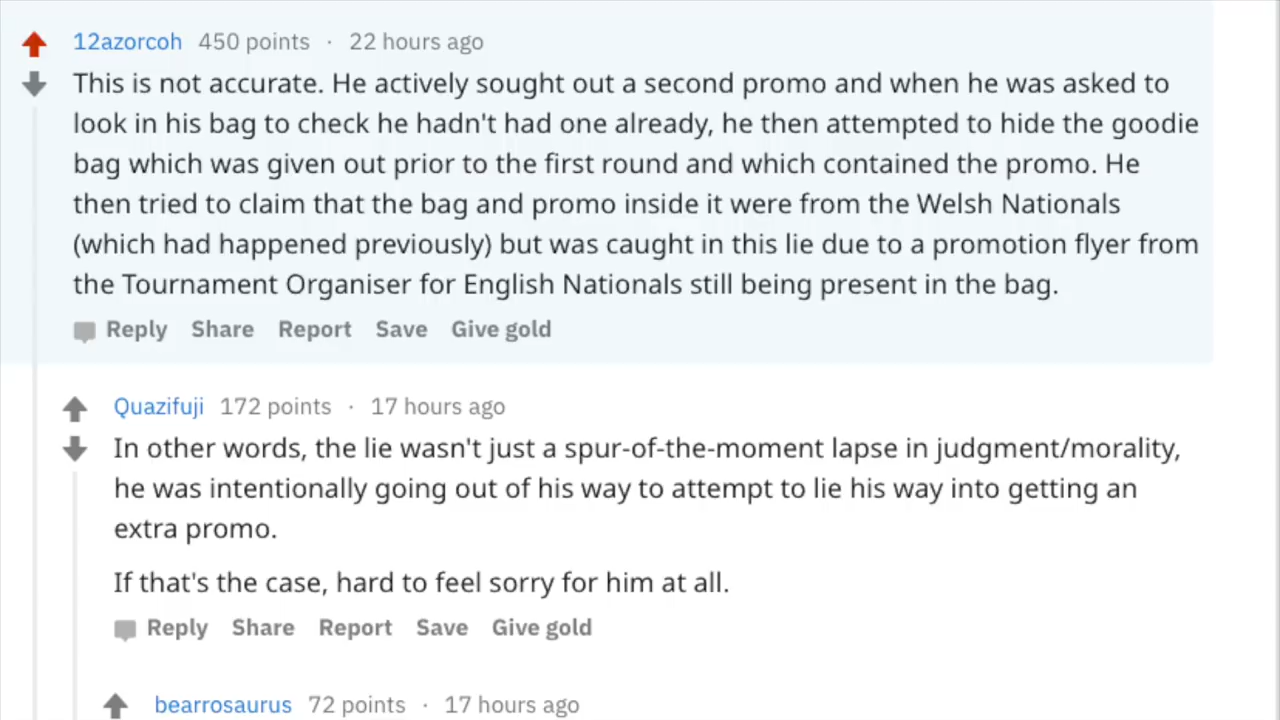 12azorcoh 450 points · 22 hours ago
This is not accurate. He actively sought out a second promo and when he was asked to
look in his bag to check he hadn't had one already, he then attempted to hide the goodie
bag which was given out prior to the first round and which contained the promo. He
then tried to claim that the bag and promo inside it were from the Welsh Nationals
(which had happened previously) but was caught in this lie due to a promotion flyer from
the Tournament Organiser for English Nationals still being present in the bag.
Reply Share Report Save Give gold
Quazifuji 172 points · 17 hours ago
In other words, the lie wasn't just a spur-of-the-moment lapse in judgment/morality,
he was intentionally going out of his way to attempt to lie his way into getting an
extra promo.
If that's the case, hard to feel sorry for him at all.
Reply Share Report Save Give gold
bearrosaurus 72 points · 17 hours ago